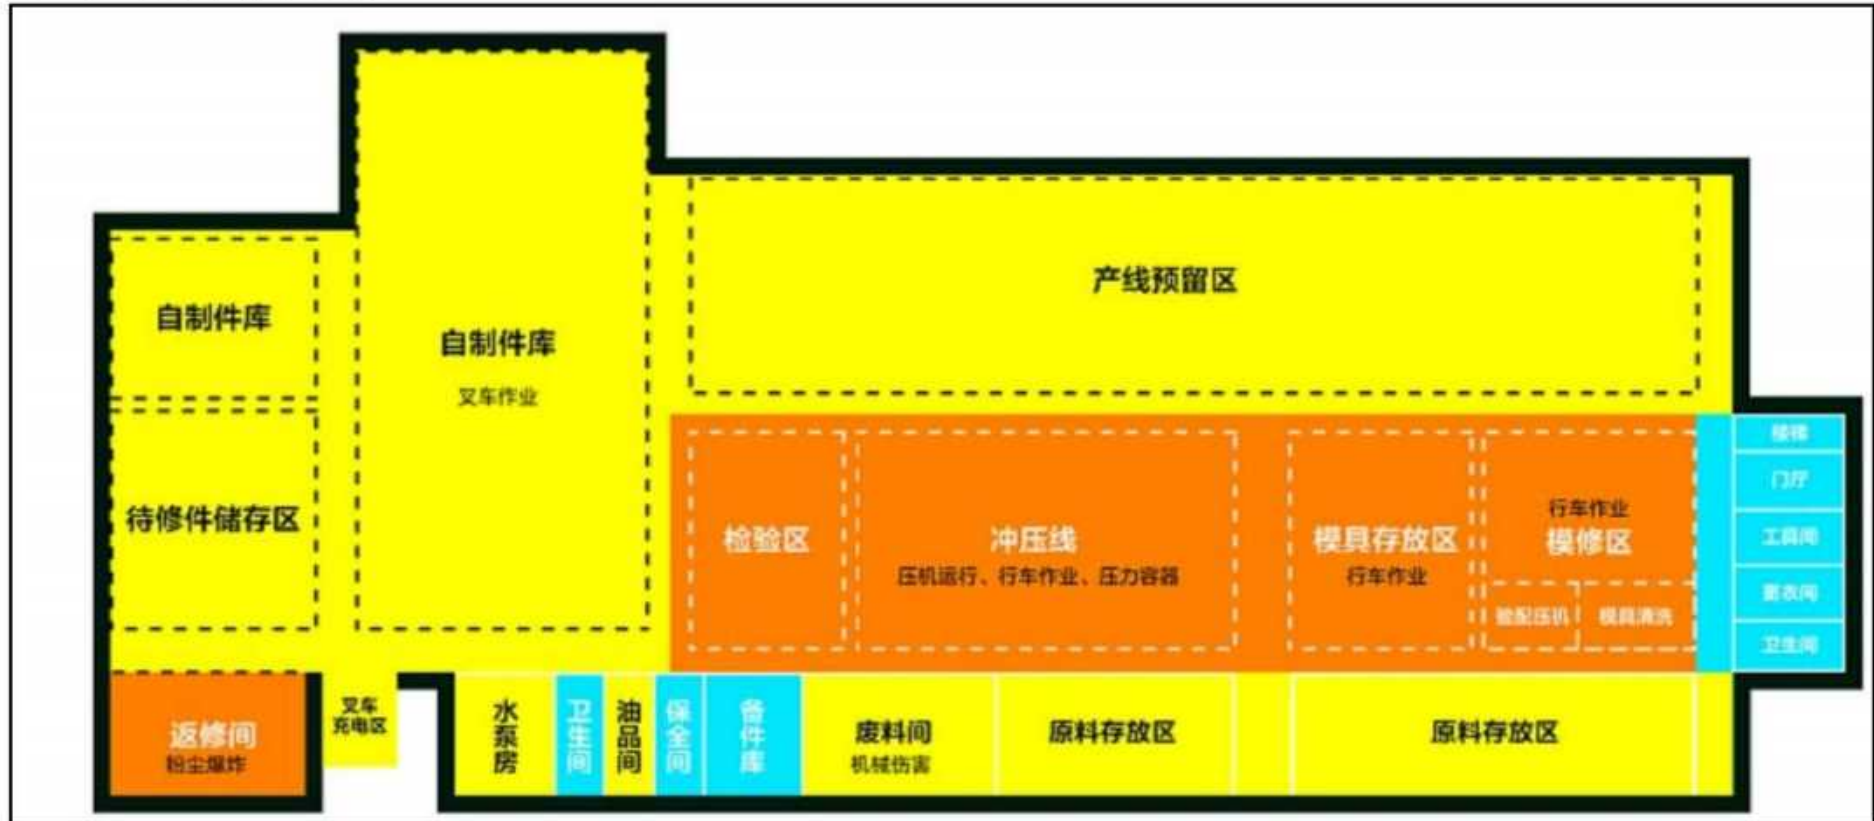 产线预留区
自制件库
自制件库
叉车作业
楼梯
门厅
待修件储存区
检验区
冲压线
压机运行、行车作业、压力容器
模具存放区
行车作业
行车作业
模修区
工具间
更衣间
验配压机
模具清洗
卫生间
返修间
粉尘爆炸
叉车
充电区
水泵房
卫生间
油品间
保全间
备件库
废料间
机械伤害
原料存放区
原料存放区